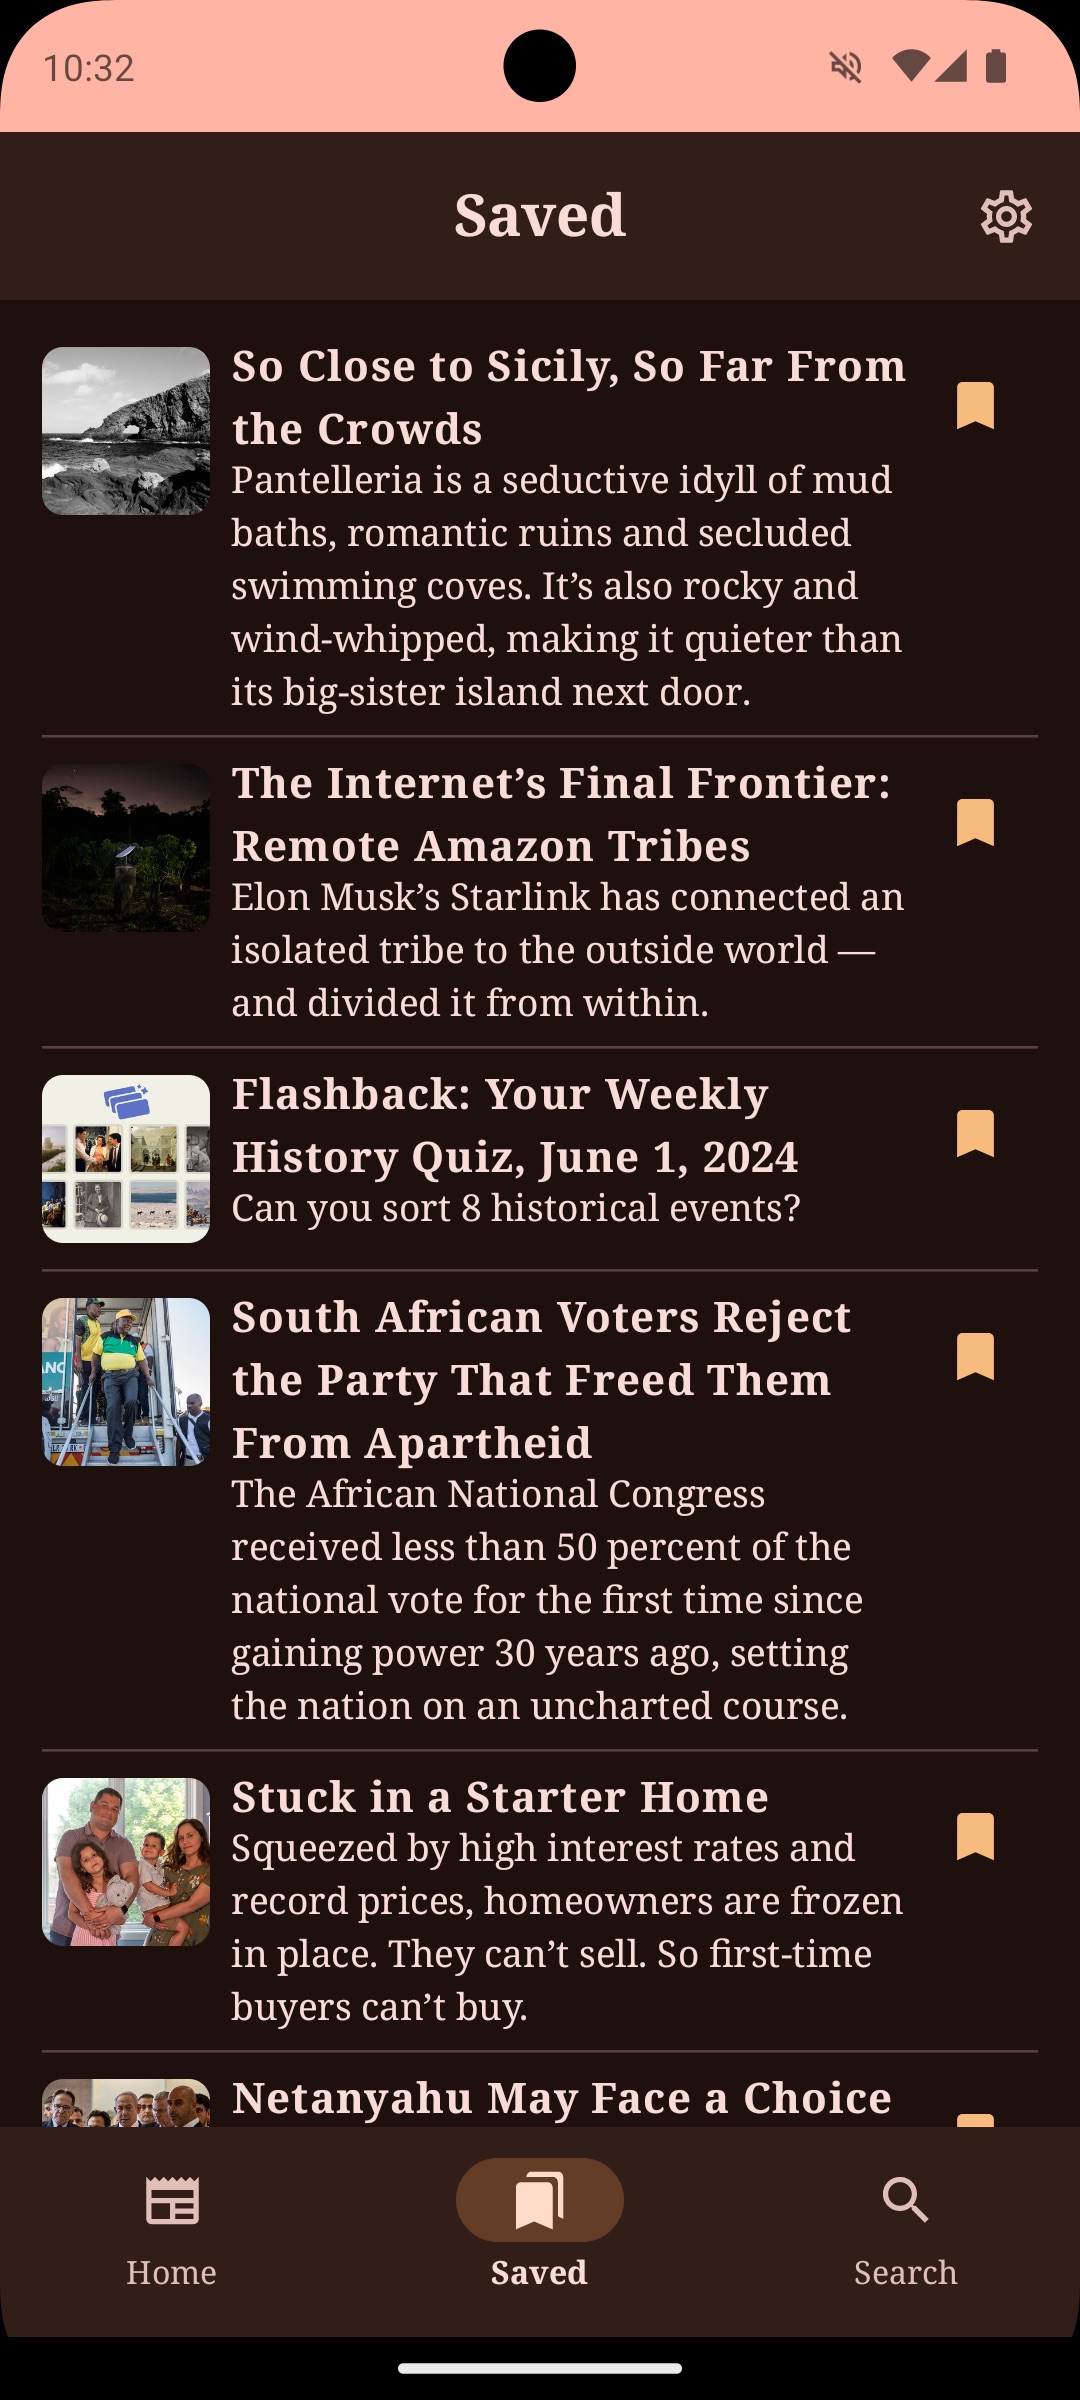 10:32
Saved
So Close to Sicily, So Far From
the Crowds
Pantelleria is a seductive idyll of mud
baths, romantic ruins and secluded
swimming coves. It’s also rocky and
wind-whipped, making it quieter than
its big-sister island next door.
The Internet’s Final Frontier:
Remote Amazon Tribes
Elon Musk’s Starlink has connected an
isolated tribe to the outside world —
and divided it from within.
Flashback: Your Weekly
History Quiz, June 1, 2024
Can you sort 8 historical events?
South African Voters Reject
the Party That Freed Them
From Apartheid
The African National Congress
received less than 50 percent of the
national vote for the first time since
gaining power 30 years ago, setting
the nation on an uncharted course.
Stuck in a Starter Home
Squeezed by high interest rates and
record prices, homeowners are frozen
in place. They can’t sell. So first-time
buyers can’t buy.
Netanyahu May Face a Choice
Home
Saved
Search